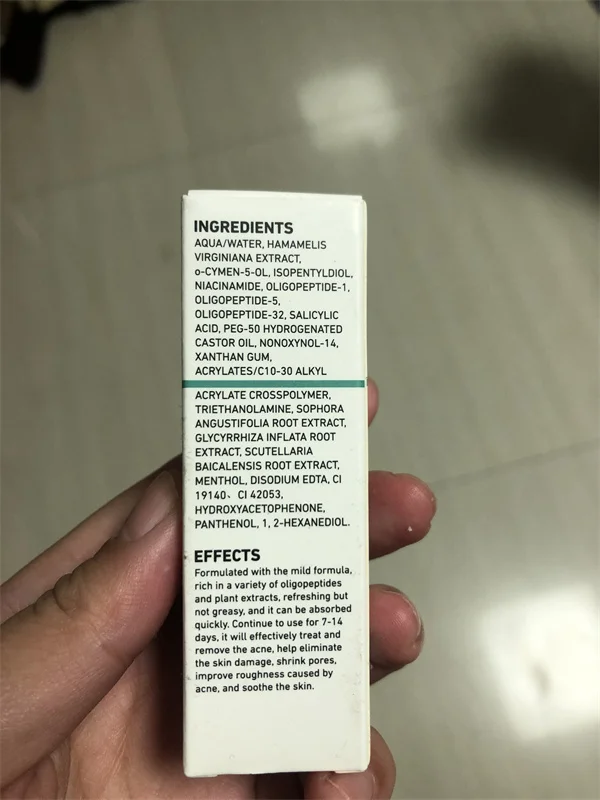 INGREDIENTS
AQUA/WATER, HAMAMELIS
VIRGINIANA EXTRACT,
o-CYMEN-5-OL, ISOPENTYLDIOL,
NIACINAMIDE, OLIGOPEPTIDE-1,
OLIGOPEPTIDE-5,
OLIGOPEPTIDE-32, SALICYLIC
ACID, PEG-50 HYDROGENATED
CASTOR OIL, NONOXYNOL-14,
XANTHAN GUM,
ACRYLATES/C10-30 ALKYL
ACRYLATE CROSSPOLYMER,
TRIETHANOLAMINE, SOPHORA
ANGUSTIFOLIA ROOT EXTRACT,
GLYCYRRHIZA INFLATA ROOT
EXTRACT, SCUTELLARIA
BAICALENSIS ROOT EXTRACT,
MENTHOL, DISODIUM EDTA, CI
19140、CI 42053,
HYDROXYACETOPHENONE,
PANTHENOL, 1, 2-HEXANEDIOL.
EFFECTS
Formulated with the mild formula,
rich in a variety of oligopeptides
and plant extracts, refreshing but
not greasy, and it can be absorbed
quickly. Continue to use for 7-14
days, it will effectively treat and
remove the acne, help eliminate
the skin damage, shrink pores,
improve roughness caused by
acne, and soothe the skin.